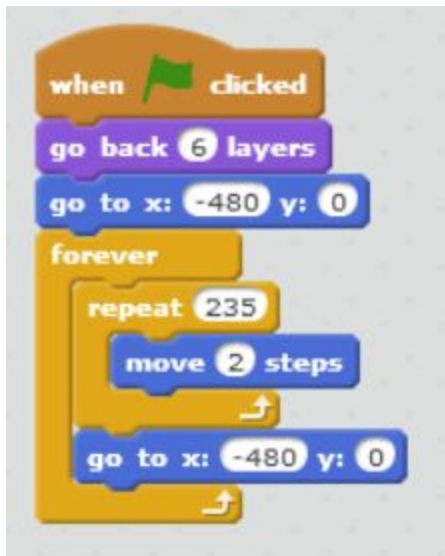 when clicked
go back 6 layers
go to x: -480 y: 0
forever
repeat 235
move 2 steps
go to x: -480 y: 0